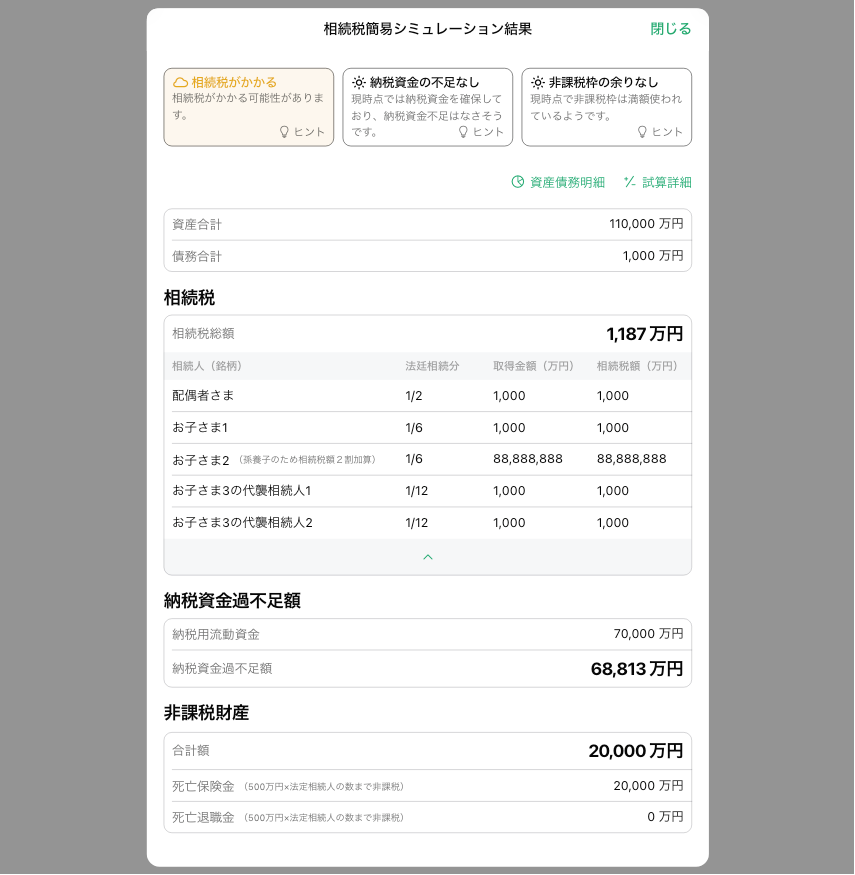 相続税簡易シミュレーション結果
閉じる
相続税がかかる
相続税がかかる可能性がありま
す。
ヒント
納税資金の不足なし
現時点では納税資金を確保して
おり、納税資金不足はなさそう
です。
ヒント
非課税枠の余りなし
現時点で非課税枠は満額使われ
ているようです。
ヒント
資産債務明細 試算詳細
資産合計 110,000 万円
債務合計 1,000 万円
相続税
相続税総額 1,187 万円
相続人（銘柄） 法廷相続分 取得金額（万円） 相続税額（万円）
配偶者さま 1/2 1,000 1,000
お子さま1 1/6 1,000 1,000
お子さま2 （孫養子のため相続税額２割加算） 1/6 88,888,888 88,888,888
お子さま3の代襲相続人1 1/12 1,000 1,000
お子さま3の代襲相続人2 1/12 1,000 1,000
納税資金過不足額
納税用流動資金 70,000 万円
納税資金過不足額 68,813 万円
非課税財産
合計額 20,000 万円
死亡保険金 （500万円×法定相続人の数まで非課税） 20,000 万円
死亡退職金 （500万円×法定相続人の数まで非課税） 0 万円